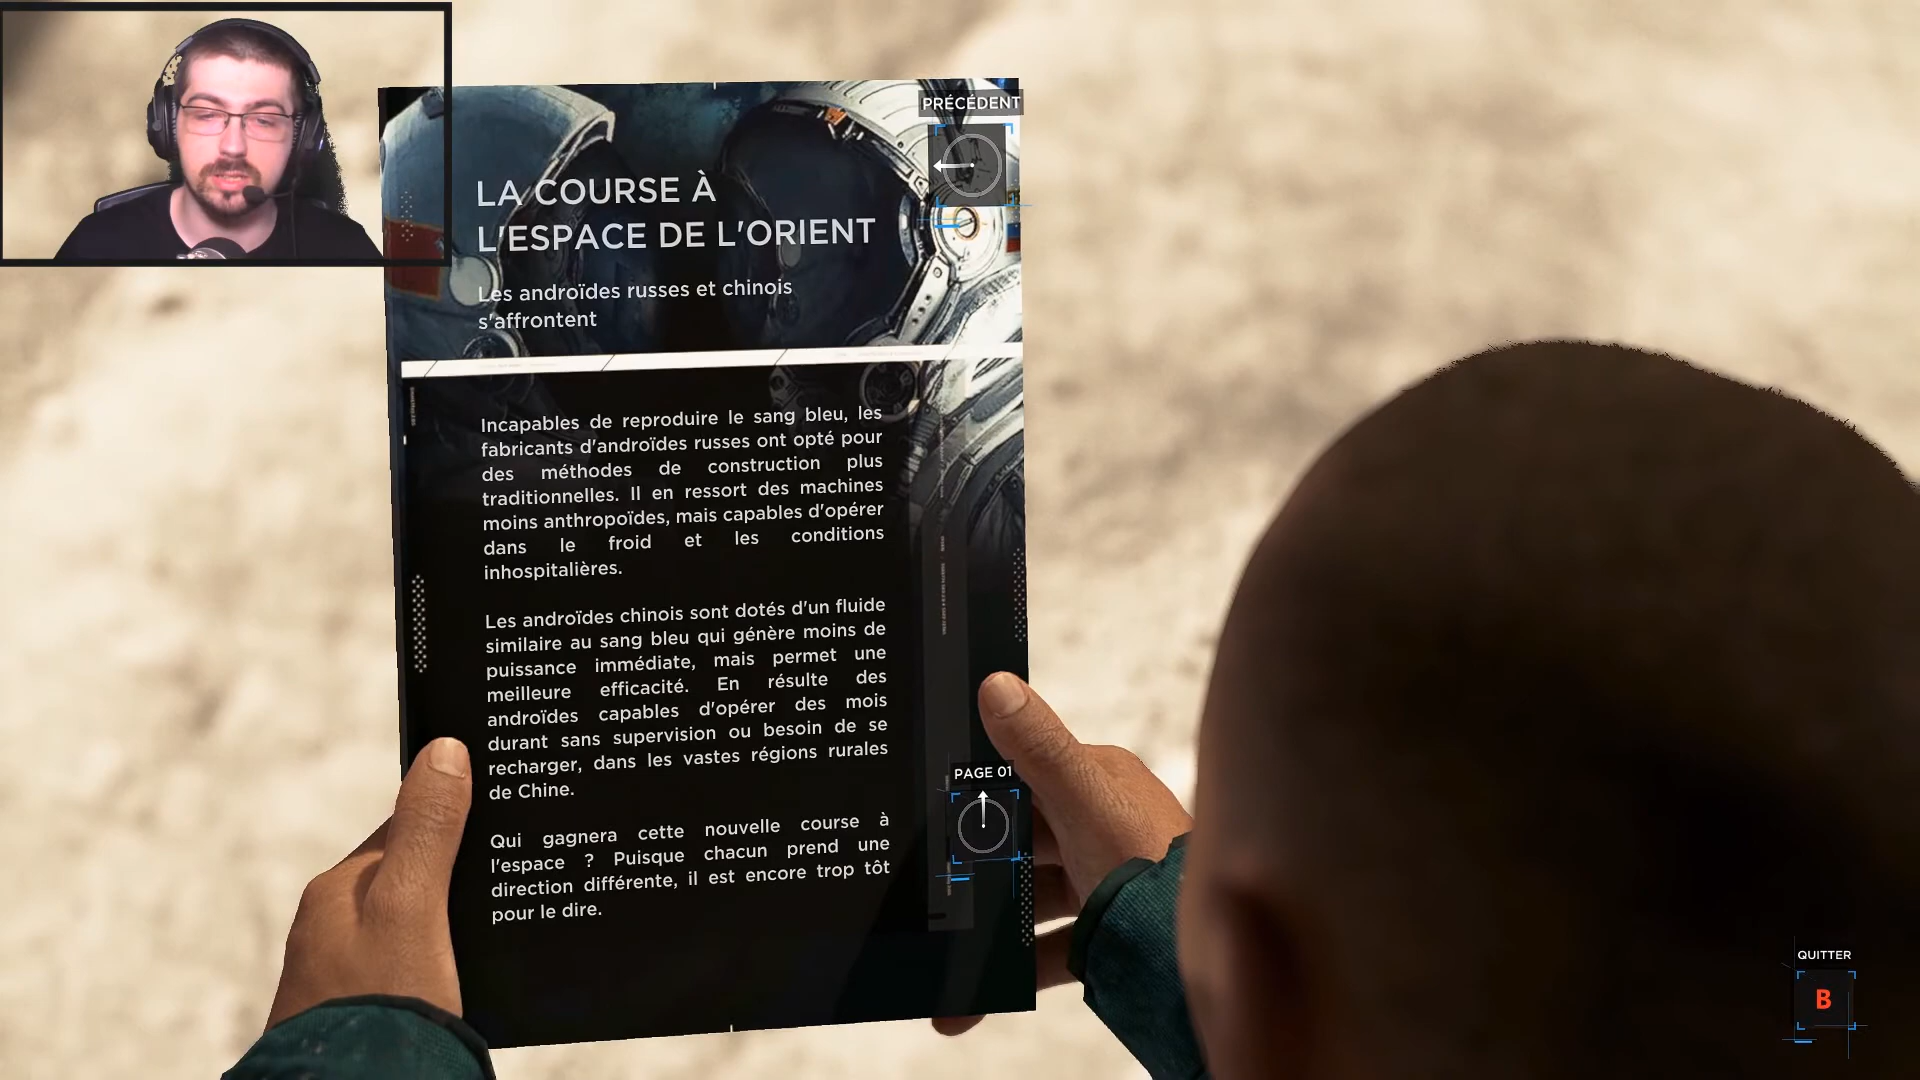 PRÉCÉDENT
LA COURSE À
L'ESPACE DE L'ORIENT
Les androïdes russes et chinois
s'affrontent
Incapables de reproduire le sang bleu, les
fabricants d'androïdes russes ont opté pour
des méthodes de construction plus
traditionnelles. Il en ressort des machines
moins anthropoïdes, mais capables d'opérer
dans le froid et les conditions
inhospitalières.
Les androïdes chinois sont dotés d'un fluide
similaire au sang bleu qui génère moins de
puissance immédiate, mais permet une
meilleure efficacité. En résulte des
androïdes capables d'opérer des mois
durant sans supervision ou besoin de se
recharger, dans les vastes régions rurales
de Chine.
Qui gagnera cette nouvelle course à
l'espace ? Puisque chacun prend une
direction différente, il est encore trop tôt
pour le dire.
PAGE 01
QUITTER
B